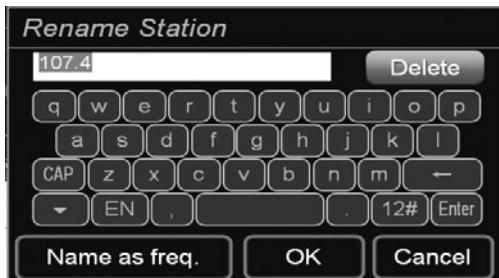 Rename Station
107.4 Delete
q w e r t y u i o p
a s d f g h j k l
CAP z x c v b n m ←
EN , . 12# Enter
Name as freq. OK Cancel